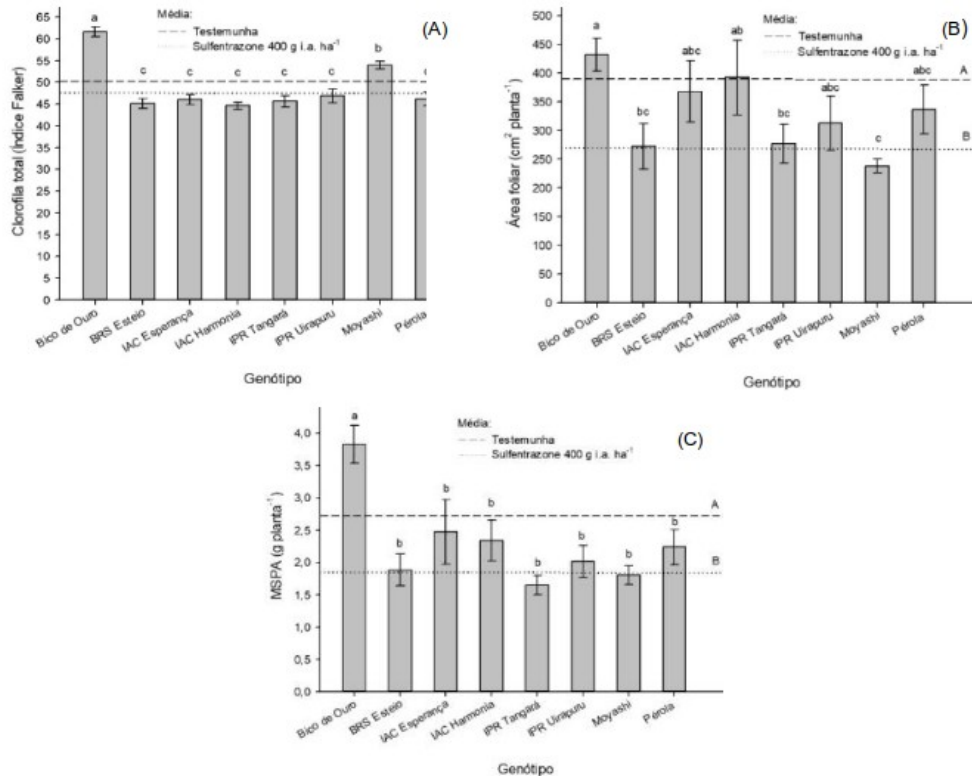 Média:
Testemunha
Sulfentrazone 400 g i.a. ha⁻¹
(A)
a
c
c
c
c
c
b
65
60
55
50
45
40
35
30
25
20
15
10
5
0
Clorofila total (Índice Falker)
Bico de Ouro
BRS Esteio
IAC Esperança
IAC Harmonia
IPR Tangará
IPR Uirapuru
Moyashi
Pérola
Genótipo
Média:
Testemunha
Sulfentrazone 400 g i.a. ha⁻¹
(B)
a
bc
abc
ab
bc
abc
c
abc
A
B
500
450
400
350
300
250
200
150
100
50
0
Área foliar (cm² planta⁻¹)
Bico de Ouro
BRS Esteio
IAC Esperança
IAC Harmonia
IPR Tangará
IPR Uirapuru
Moyashi
Pérola
Genótipo
Média:
Testemunha
Sulfentrazone 400 g i.a. ha⁻¹
(C)
a
b
b
b
b
b
b
b
A
B
4,0
3,5
3,0
2,5
2,0
1,5
1,0
0,5
0,0
MSPA (g planta⁻¹)
Bico de Ouro
BRS Esteio
IAC Esperança
IAC Harmonia
IPR Tangará
IPR Uirapuru
Moyashi
Pérola
Genótipo